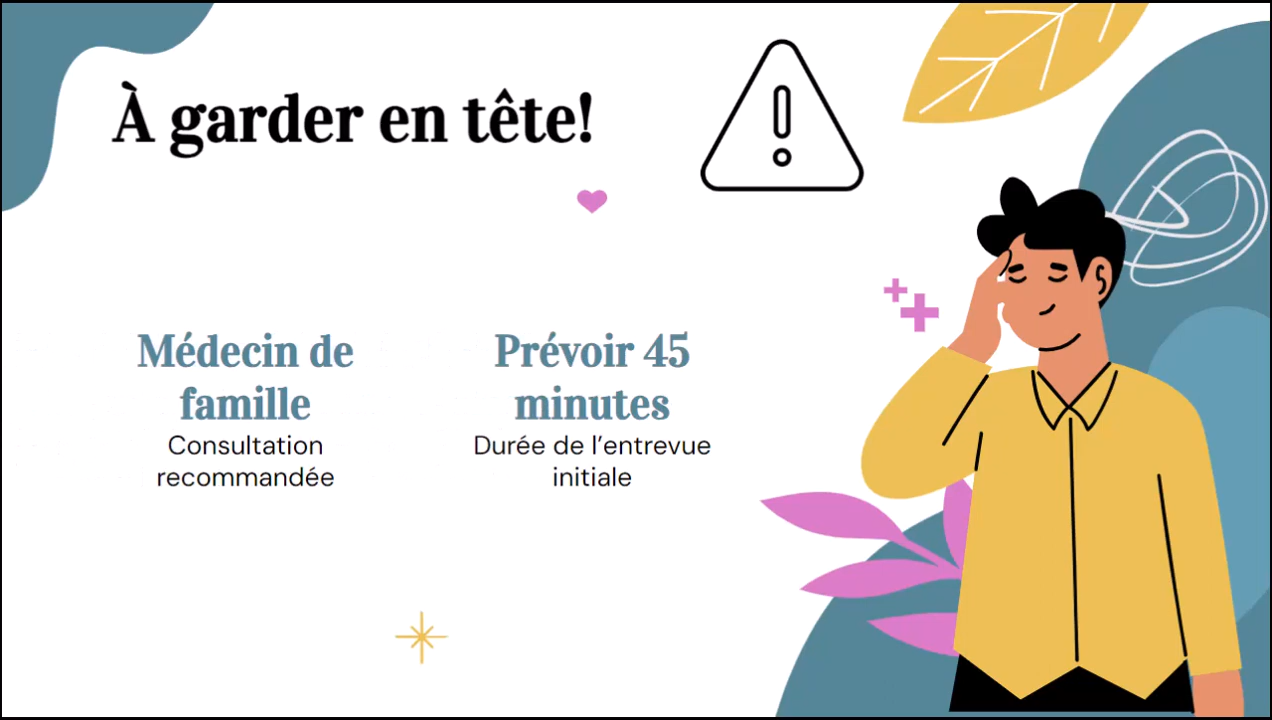 À garder en tête!
Médecin de
famille
Consultation
recommandée
Prévoir 45
minutes
Durée de l’entrevue
initiale